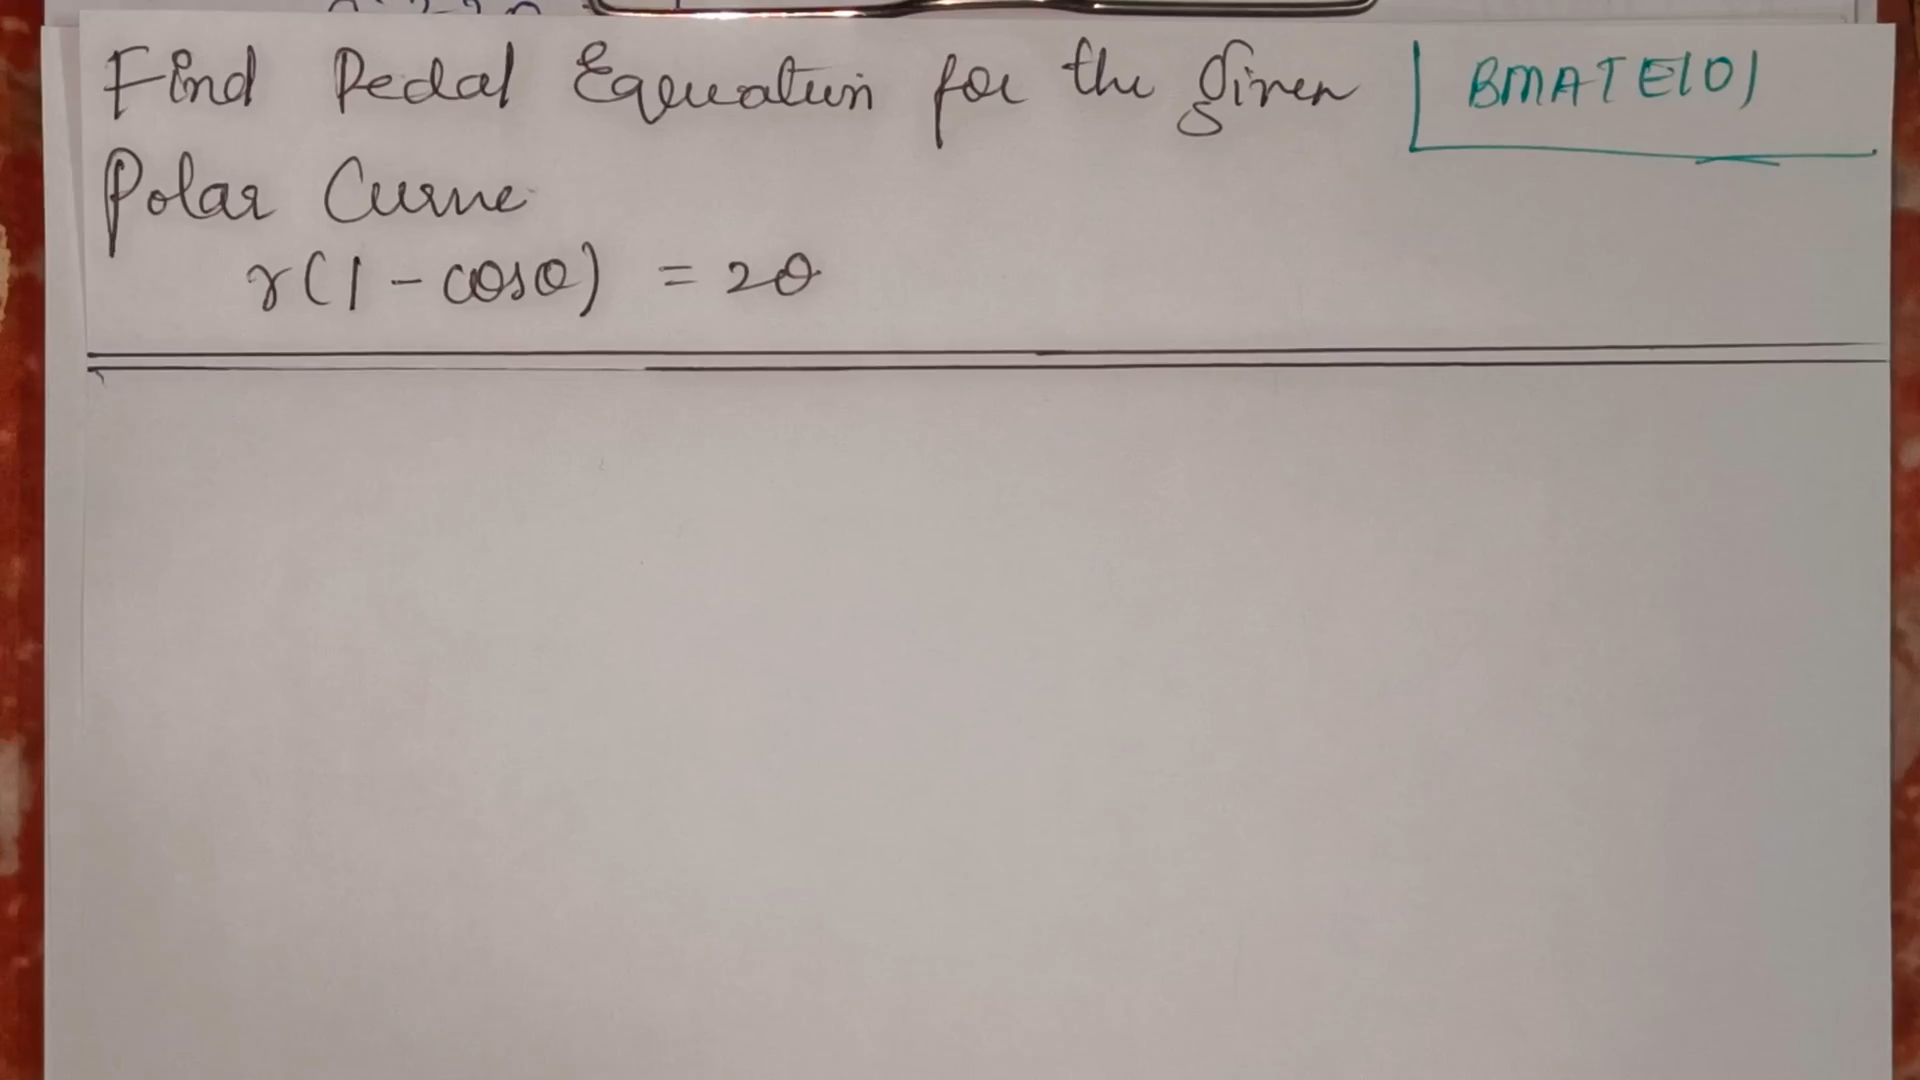 Find Pedal Equation for the given
BMATE101
Polar Curve
r(1-cosθ) = 2θ